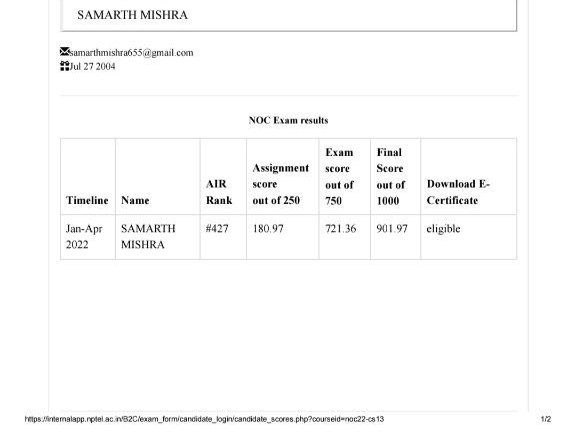 SAMARTH MISHRA
samarthmishra655@gmail.com
Jul 27 2004
NOC Exam results
Timeline Name AIR Rank Assignment score out of 250 Exam score out of 750 Final Score out of 1000 Download E-Certificate
Jan-Apr 2022 SAMARTH MISHRA #427 180.97 721.36 901.97 eligible
https://internalapp.nptel.ac.in/B2C/exam_form/candidate_login/candidate_scores.php?courseid=noc22-cs13 1/2